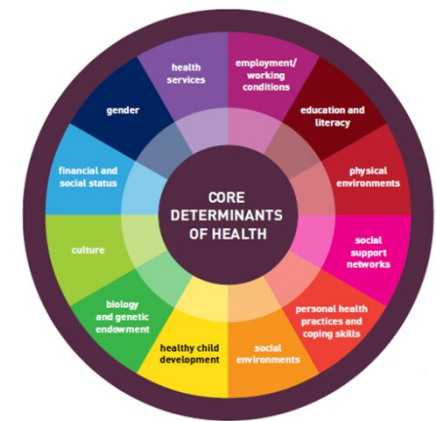 CORE
DETERMINANTS
OF HEALTH
health
services
employment/
working
conditions
education and
literacy
physical
environments
social
support
networks
personal health
practices and
coping skills
social
environments
healthy child
development
biology
and genetic
endowment
culture
financial and
social status
gender